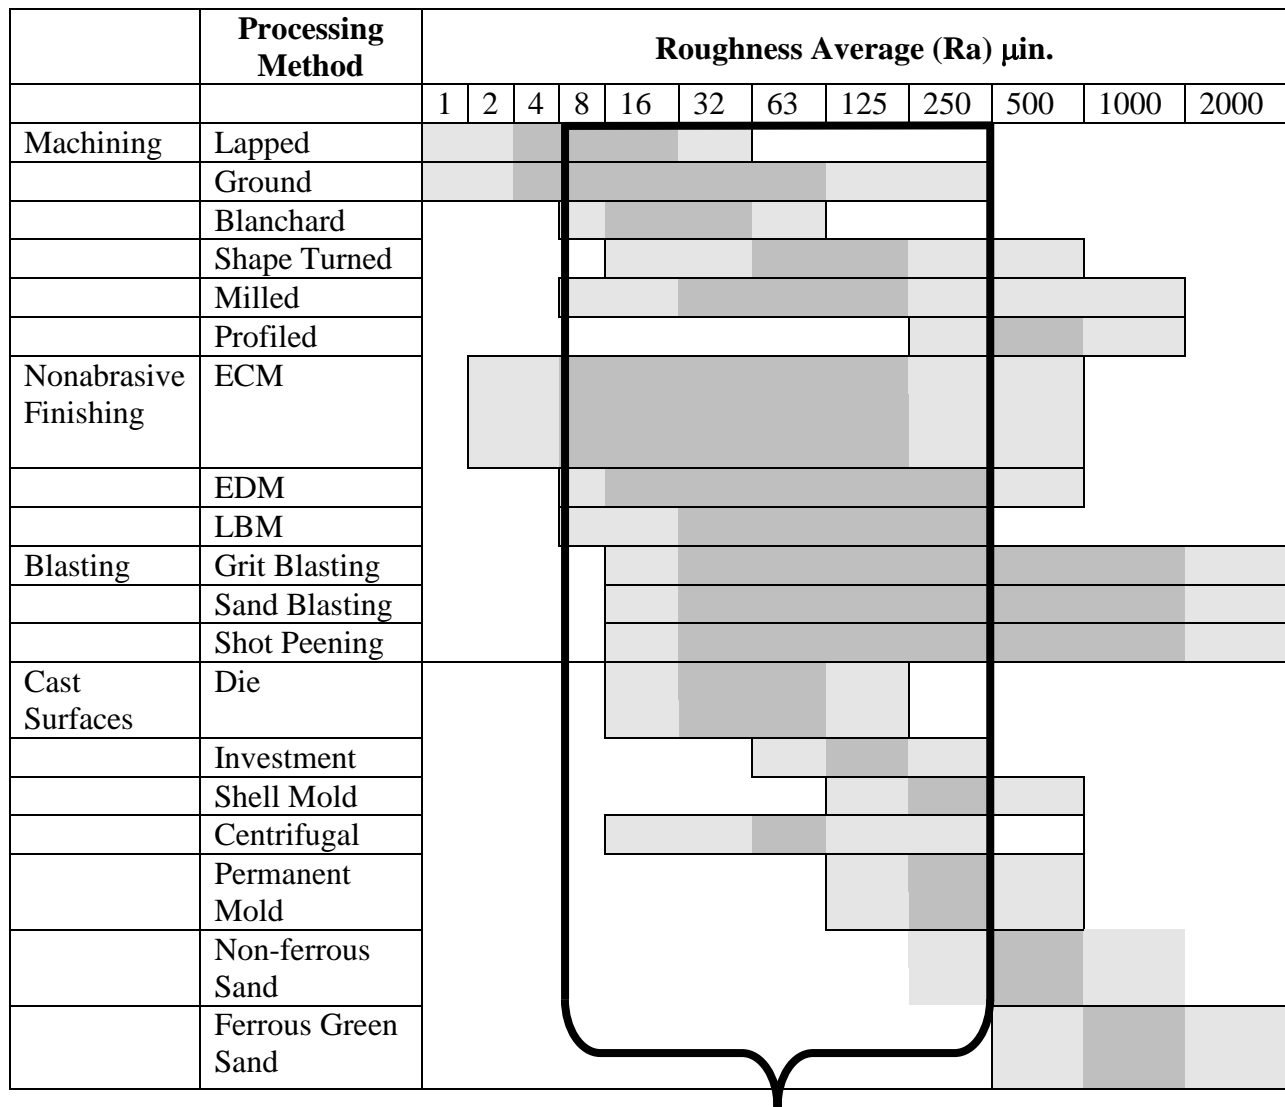 Processing
Method
Roughness Average (Ra) μin.
1 2 4 8 16 32 63 125 250 500 1000 2000
Machining Lapped
Ground
Blanchard
Shape Turned
Milled
Profiled
Nonabrasive ECM
Finishing
EDM
LBM
Blasting Grit Blasting
Sand Blasting
Shot Peening
Cast Die
Surfaces
Investment
Shell Mold
Centrifugal
Permanent
Mold
Non-ferrous
Sand
Ferrous Green
Sand